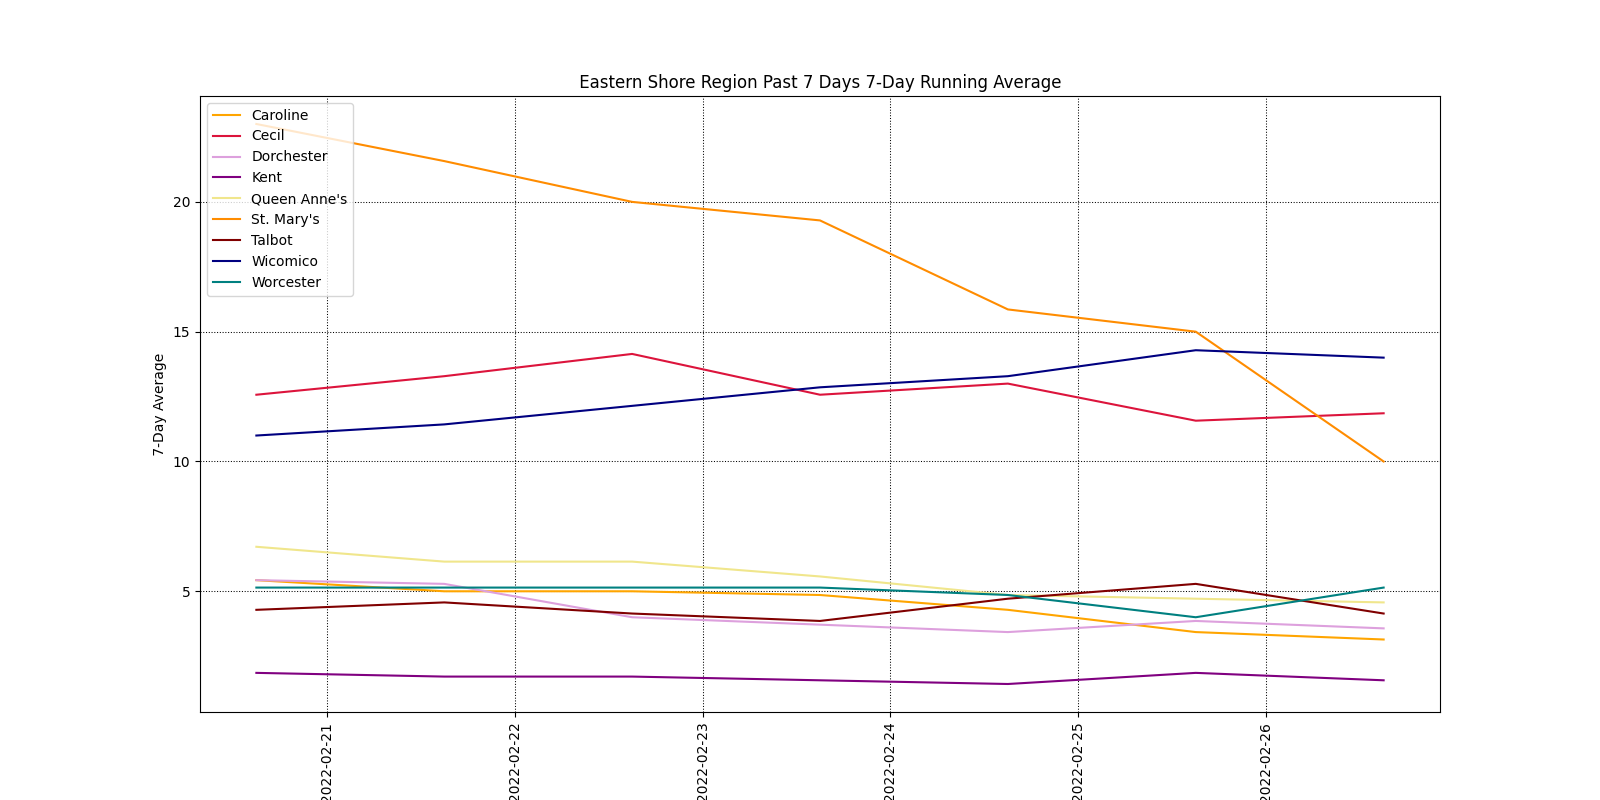 Eastern Shore Region Past 7 Days 7-Day Running Average
Caroline
Cecil
Dorchester
Kent
Queen Anne's
St. Mary's
Talbot
Wicomico
Worcester
20
15
10
5
7-Day Average
2022-02-21
2022-02-22
2022-02-23
2022-02-24
2022-02-25
2022-02-26